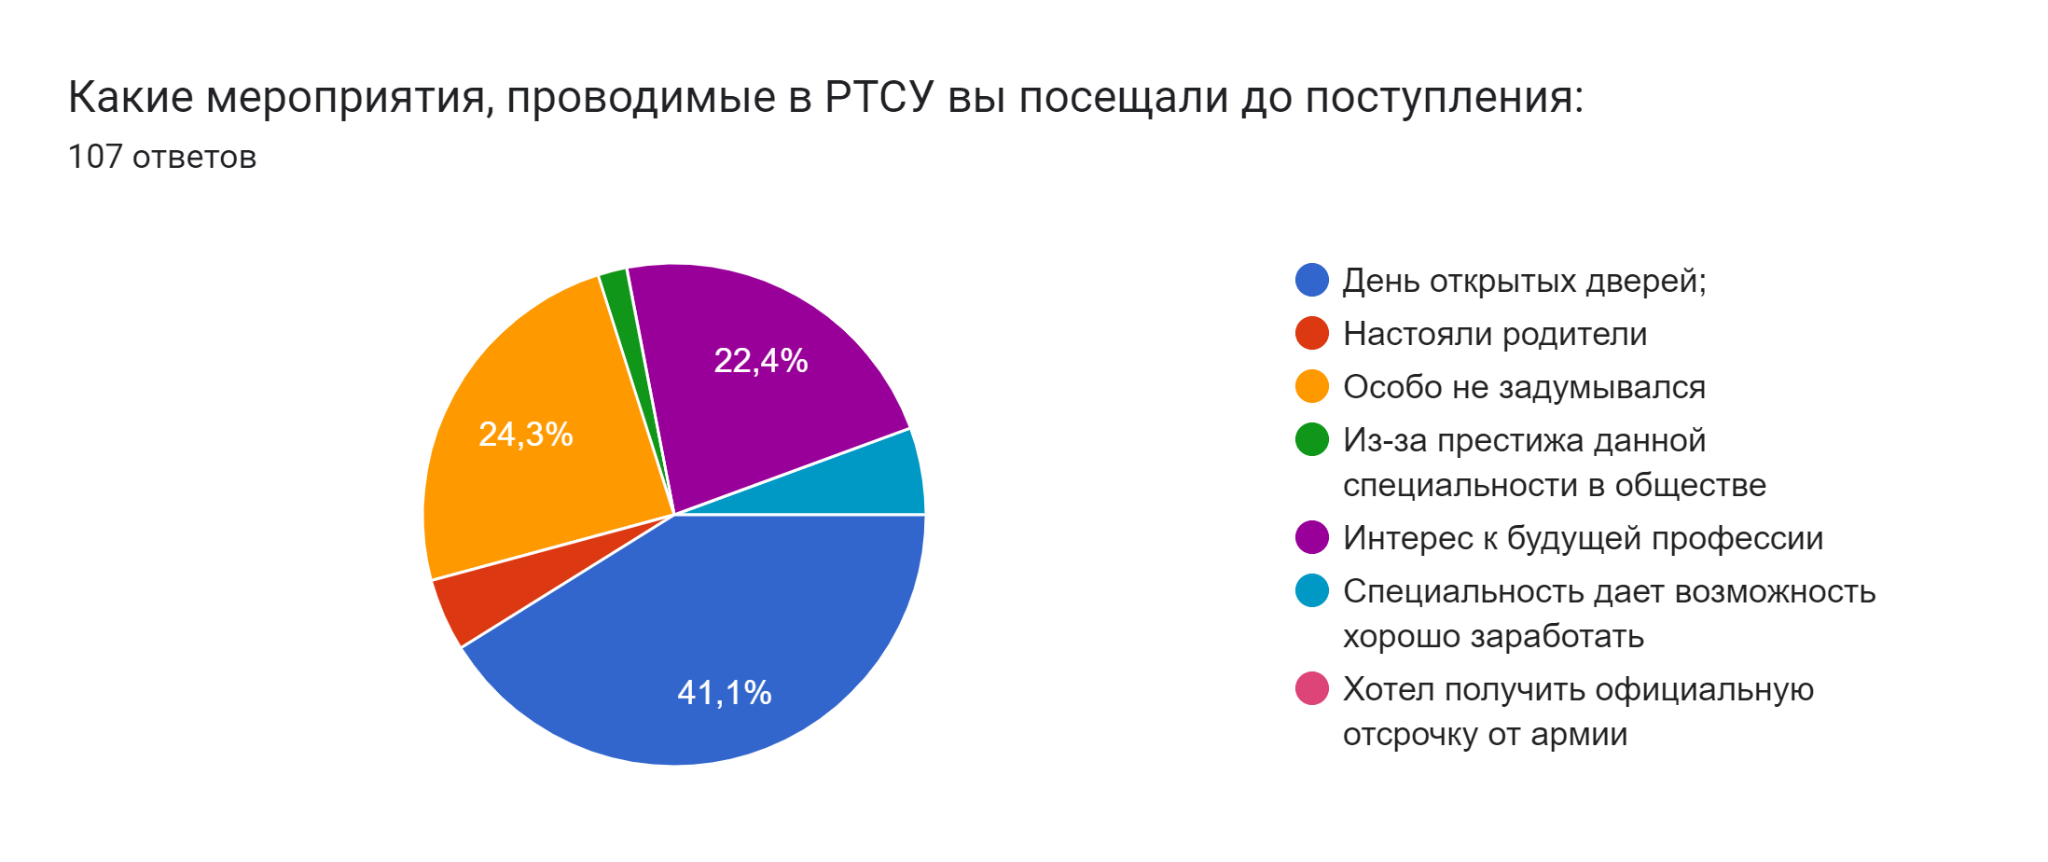 Какие мероприятия, проводимые в РТСУ вы посещали до поступления:
107 ответов
22,4%
24,3%
41,1%
День открытых дверей;
Настояли родители
Особо не задумывался
Из-за престижа данной
специальности в обществе
Интерес к будущей профессии
Специальность дает возможность
хорошо заработать
Хотел получить официальную
отсрочку от армии